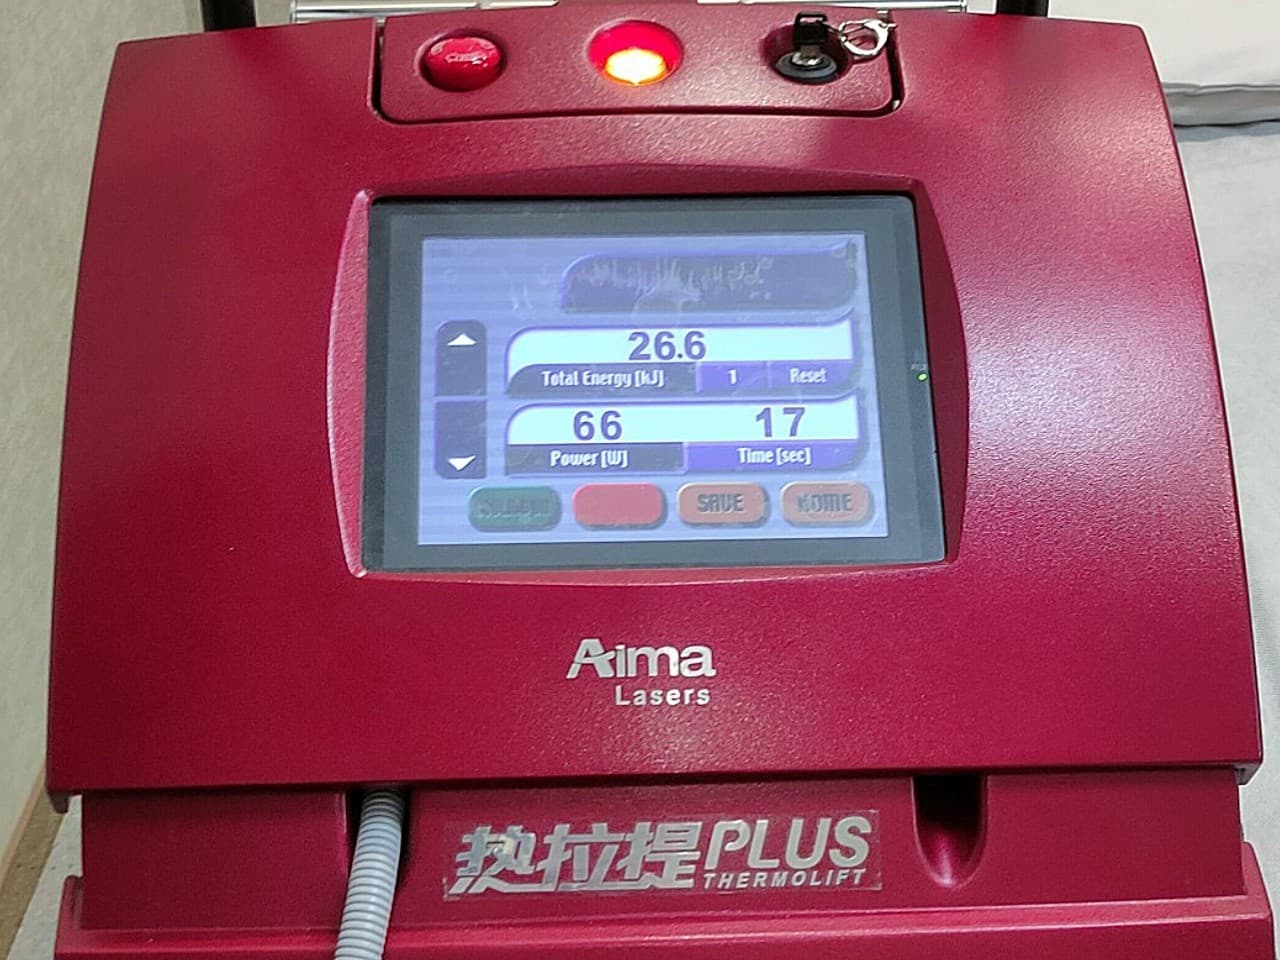 26.6
Total Energy [kJ] 1 Reset
66 17
Power [W] Time [sec]
SAVE HOME
Alma
Lasers
热拉提PLUS
THERMOLIFT